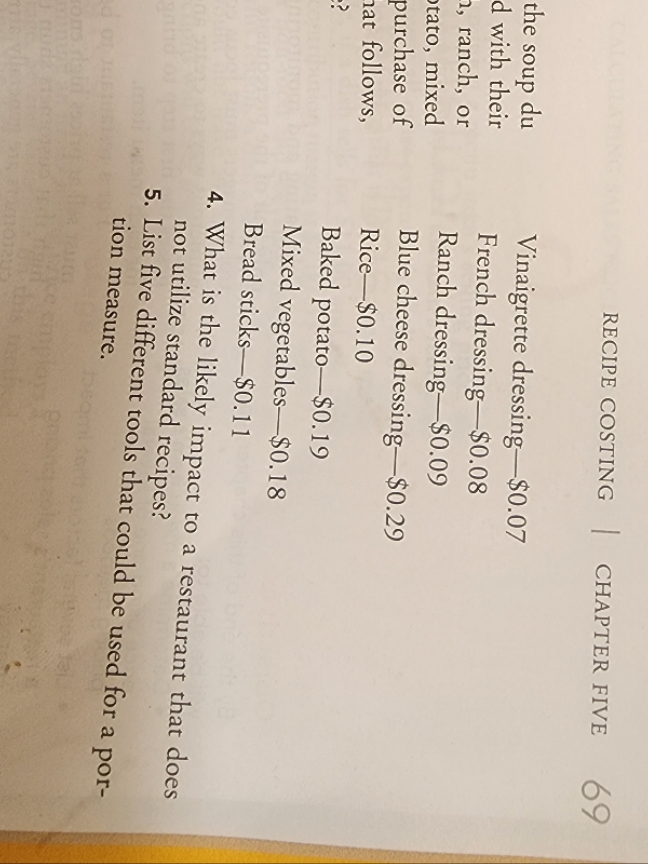 RECIPE COSTING | CHAPTER FIVE 69
the soup du
d with their
, ranch, or
tato, mixed
purchase of
hat follows,
?
Vinaigrette dressing—$0.07
French dressing—$0.08
Ranch dressing—$0.09
Blue cheese dressing—$0.29
Rice—$0.10
Baked potato—$0.19
Mixed vegetables—$0.18
Bread sticks—$0.11
4. What is the likely impact to a restaurant that does
not utilize standard recipes?
5. List five different tools that could be used for a por-
tion measure.